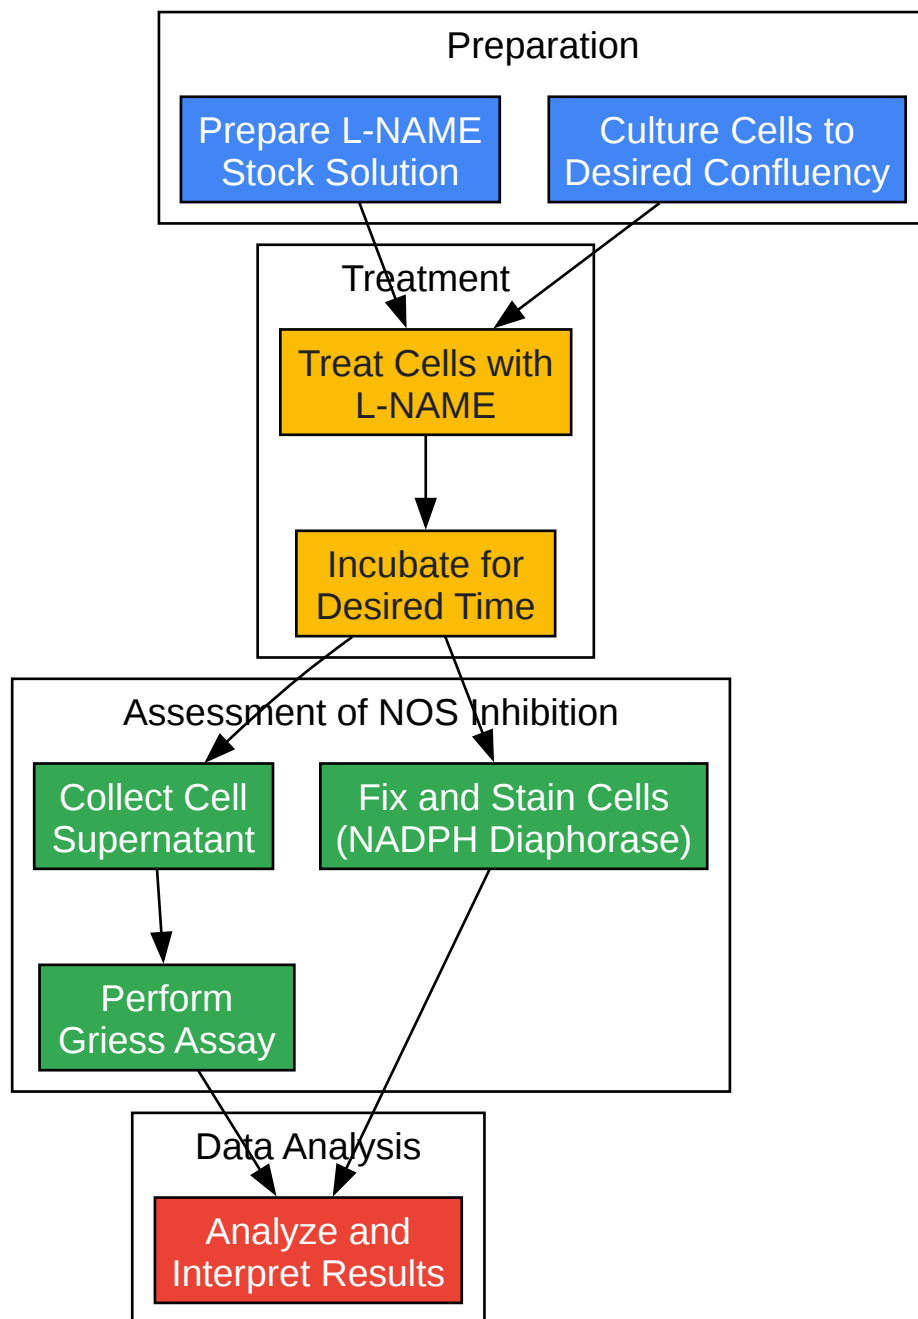 Preparation
Prepare L-NAME
Stock Solution
Culture Cells to
Desired Confluency
Treatment
Treat Cells with
L-NAME
Incubate for
Desired Time
Assessment of NOS Inhibition
Collect Cell
Supernatant
Fix and Stain Cells
(NADPH Diaphorase)
Perform
Griess Assay
Data Analysis
Analyze and
Interpret Results